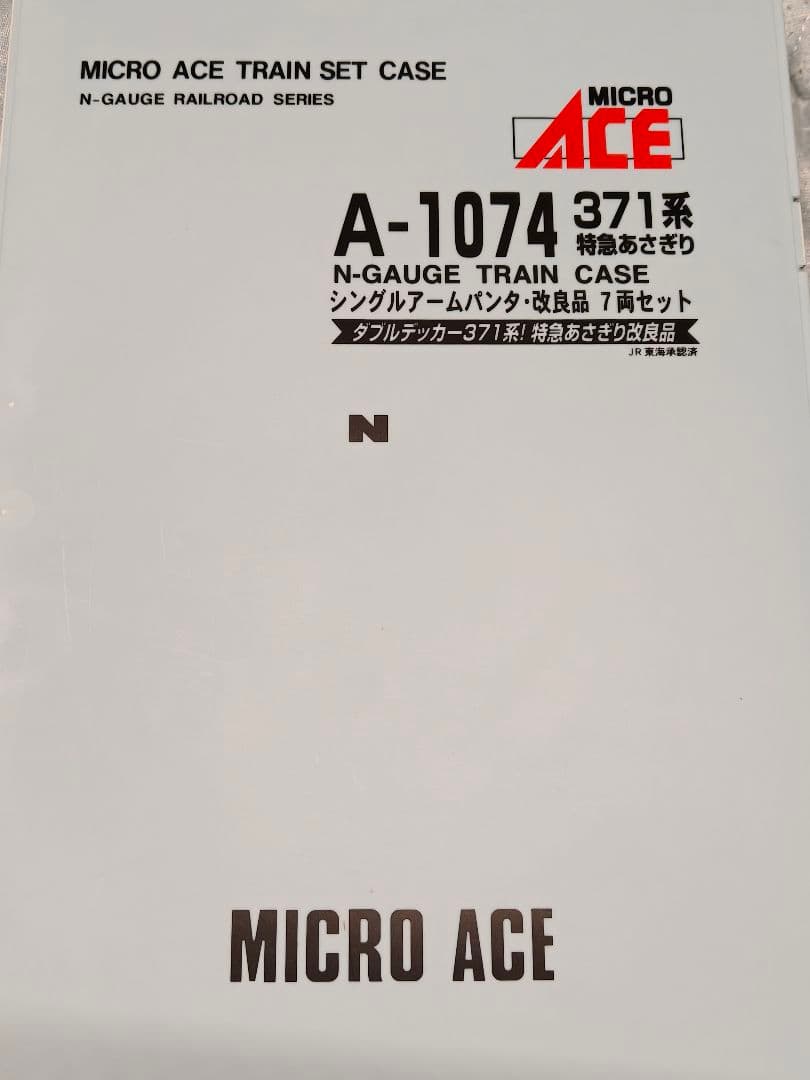 MICRO ACE TRAIN SET CASE
N-GAUGE RAILROAD SERIES
MICRO
ACE
A-1074 371系
特急あさぎり
N-GAUGE TRAIN CASE
シングルアームパンタ・改良品 7両セット
ダブルデッカー371系!特急あさぎり改良品
JR東海承認済
N
MICRO ACE